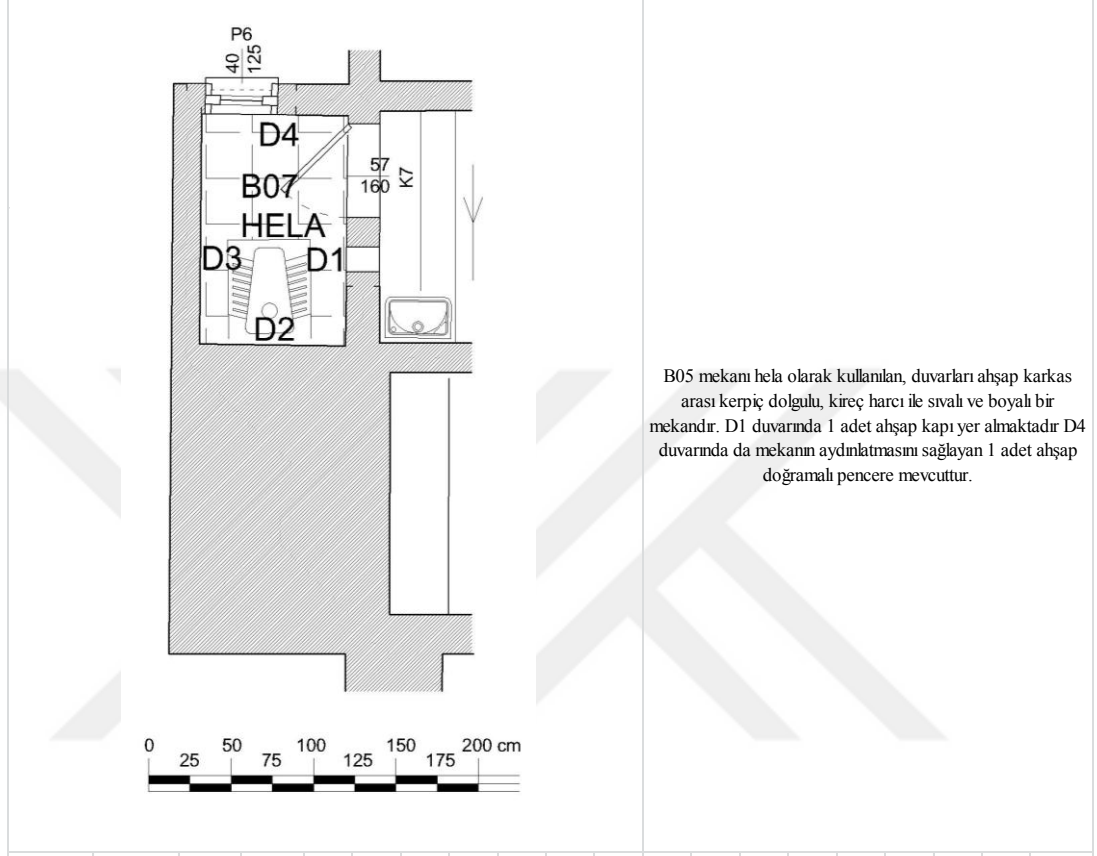 P6
40
125
D4
57
160
K7
B07
HELA
D3
D1
D2
B05 mekanı hela olarak kullanılan, duvarları ahşap karkas
arası kerpiç dolgulu, kireç harcı ile sıvalı ve boyalı bir
mekandır. D1 duvarında 1 adet ahşap kapı yer almaktadır D4
duvarında da mekanın aydınlatmasını sağlayan 1 adet ahşap
doğramalı pencere mevcuttur.
0 50 100 150 200 cm
25 75 125 175